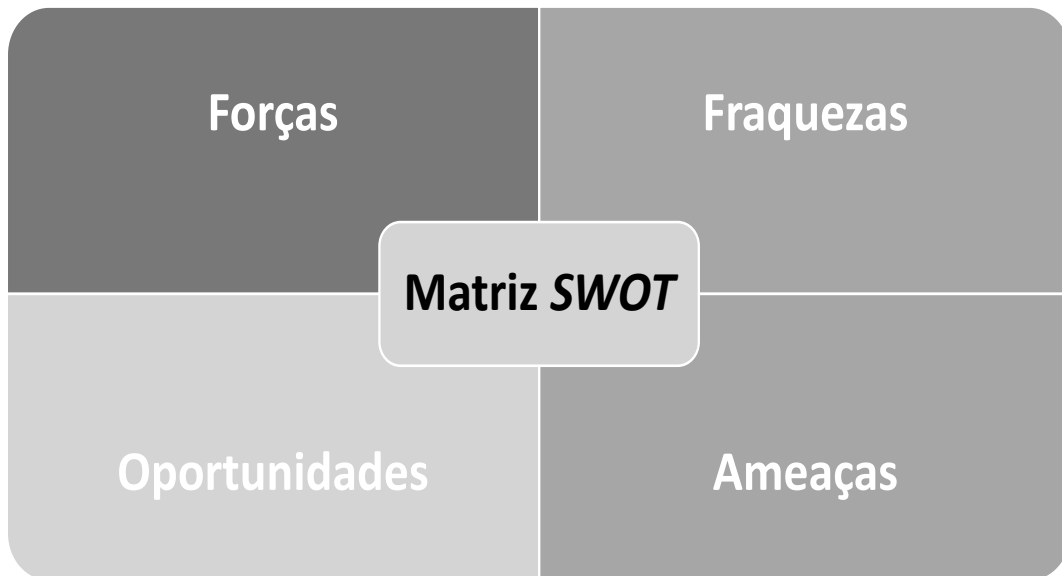 Forças
Fraquezas
Matriz SWOT
Oportunidades
Ameaças